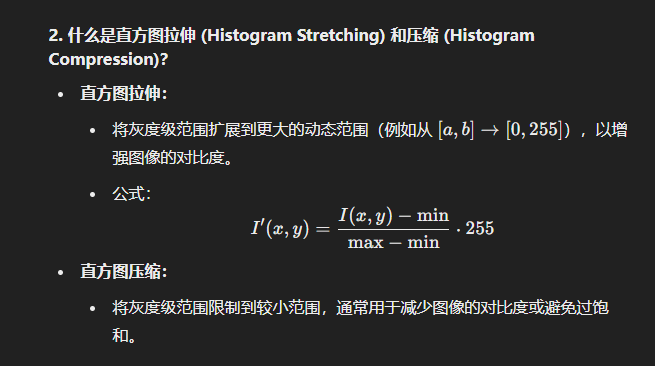 2. 什么是直方图拉伸 (Histogram Stretching) 和压缩 (Histogram
Compression)?
• 直方图拉伸：
• 将灰度级范围扩展到更大的动态范围（例如从 [a, b] → [0, 255]），以增
强图像的对比度。
• 公式：
I′(x, y) = \frac{I(x, y) − min}{max − min} · 255
• 直方图压缩：
• 将灰度级范围限制到较小范围，通常用于减少图像的对比度或避免过饱
和。